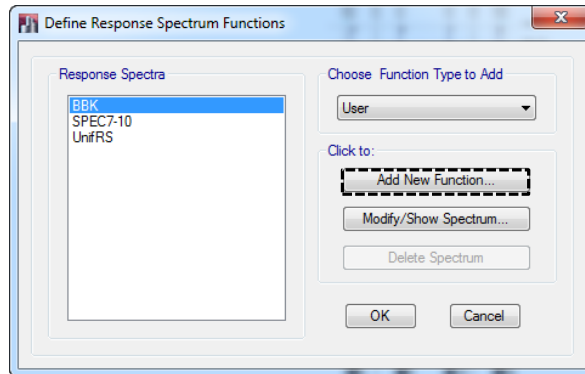 Define Response Spectrum Functions
Response Spectra
BBK
SPEC7-10
UnifRS
Choose Function Type to Add
User
Click to:
Add New Function...
Modify/Show Spectrum...
Delete Spectrum
OK
Cancel